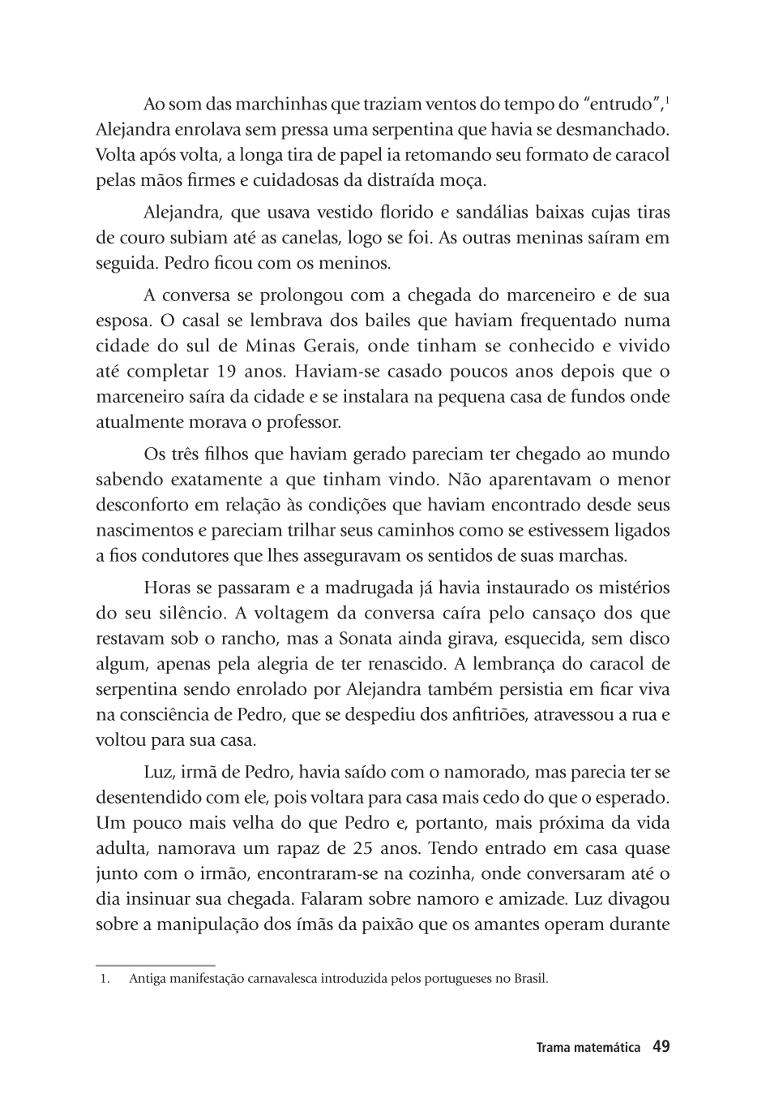 Ao som das marchinhas que traziam ventos do tempo do “entrudo”,¹
Alejandra enrolava sem pressa uma serpentina que havia se desmanchado.
Volta após volta, a longa tira de papel ia retomando seu formato de caracol
pelas mãos firmes e cuidadosas da distraída moça.
Alejandra, que usava vestido florido e sandálias baixas cujas tiras
de couro subiam até as canelas, logo se foi. As outras meninas saíram em
seguida. Pedro ficou com os meninos.
A conversa se prolongou com a chegada do marceneiro e de sua
esposa. O casal se lembrava dos bailes que haviam frequentado numa
cidade do sul de Minas Gerais, onde tinham se conhecido e vivido
até completar 19 anos. Haviam-se casado poucos anos depois que o
marceneiro saíra da cidade e se instalara na pequena casa de fundos onde
atualmente morava o professor.
Os três filhos que haviam gerado pareciam ter chegado ao mundo
sabendo exatamente a que tinham vindo. Não aparentavam o menor
desconforto em relação às condições que haviam encontrado desde seus
nascimentos e pareciam trilhar seus caminhos como se estivessem ligados
a fios condutores que lhes asseguravam os sentidos de suas marchas.
Horas se passaram e a madrugada já havia instaurado os mistérios
do seu silêncio. A voltagem da conversa caíra pelo cansaço dos que
restavam sob o rancho, mas a Sonata ainda girava, esquecida, sem disco
algum, apenas pela alegria de ter renascido. A lembrança do caracol de
serpentina sendo enrolado por Alejandra também persistia em ficar viva
na consciência de Pedro, que se despediu dos anfitriões, atravessou a rua e
voltou para sua casa.
Luz, irmã de Pedro, havia saído com o namorado, mas parecia ter se
desentendido com ele, pois voltara para casa mais cedo do que o esperado.
Um pouco mais velha do que Pedro e, portanto, mais próxima da vida
adulta, namorava um rapaz de 25 anos. Tendo entrado em casa quase
junto com o irmão, encontraram-se na cozinha, onde conversaram até o
dia insinuar sua chegada. Falaram sobre namoro e amizade. Luz divagou
sobre a manipulação dos ímãs da paixão que os amantes operam durante
1. Antiga manifestação carnavalesca introduzida pelos portugueses no Brasil.
Trama matemática 49